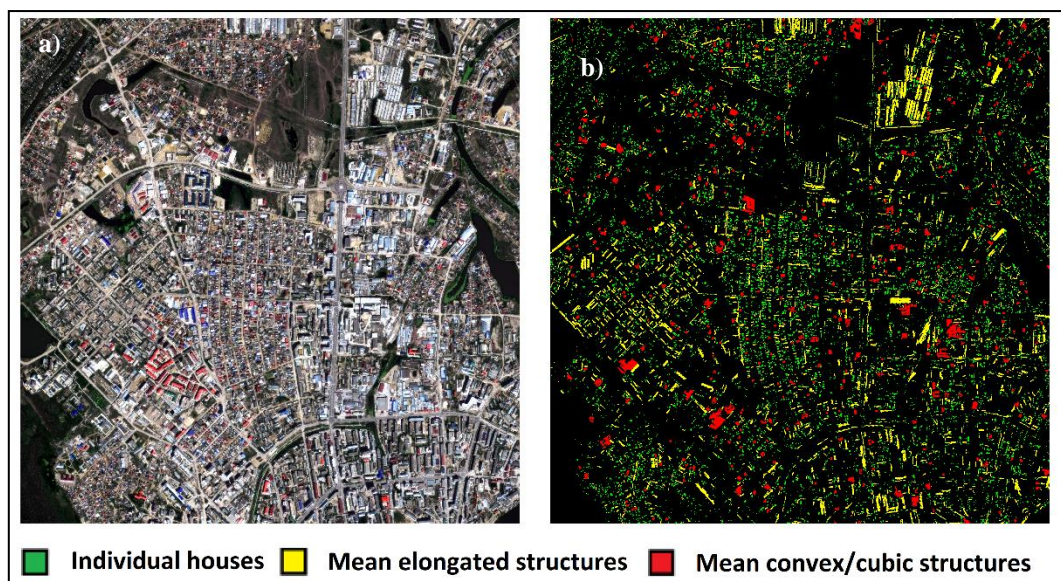 a)
b)
Individual houses
Mean elongated structures
Mean convex/cubic structures